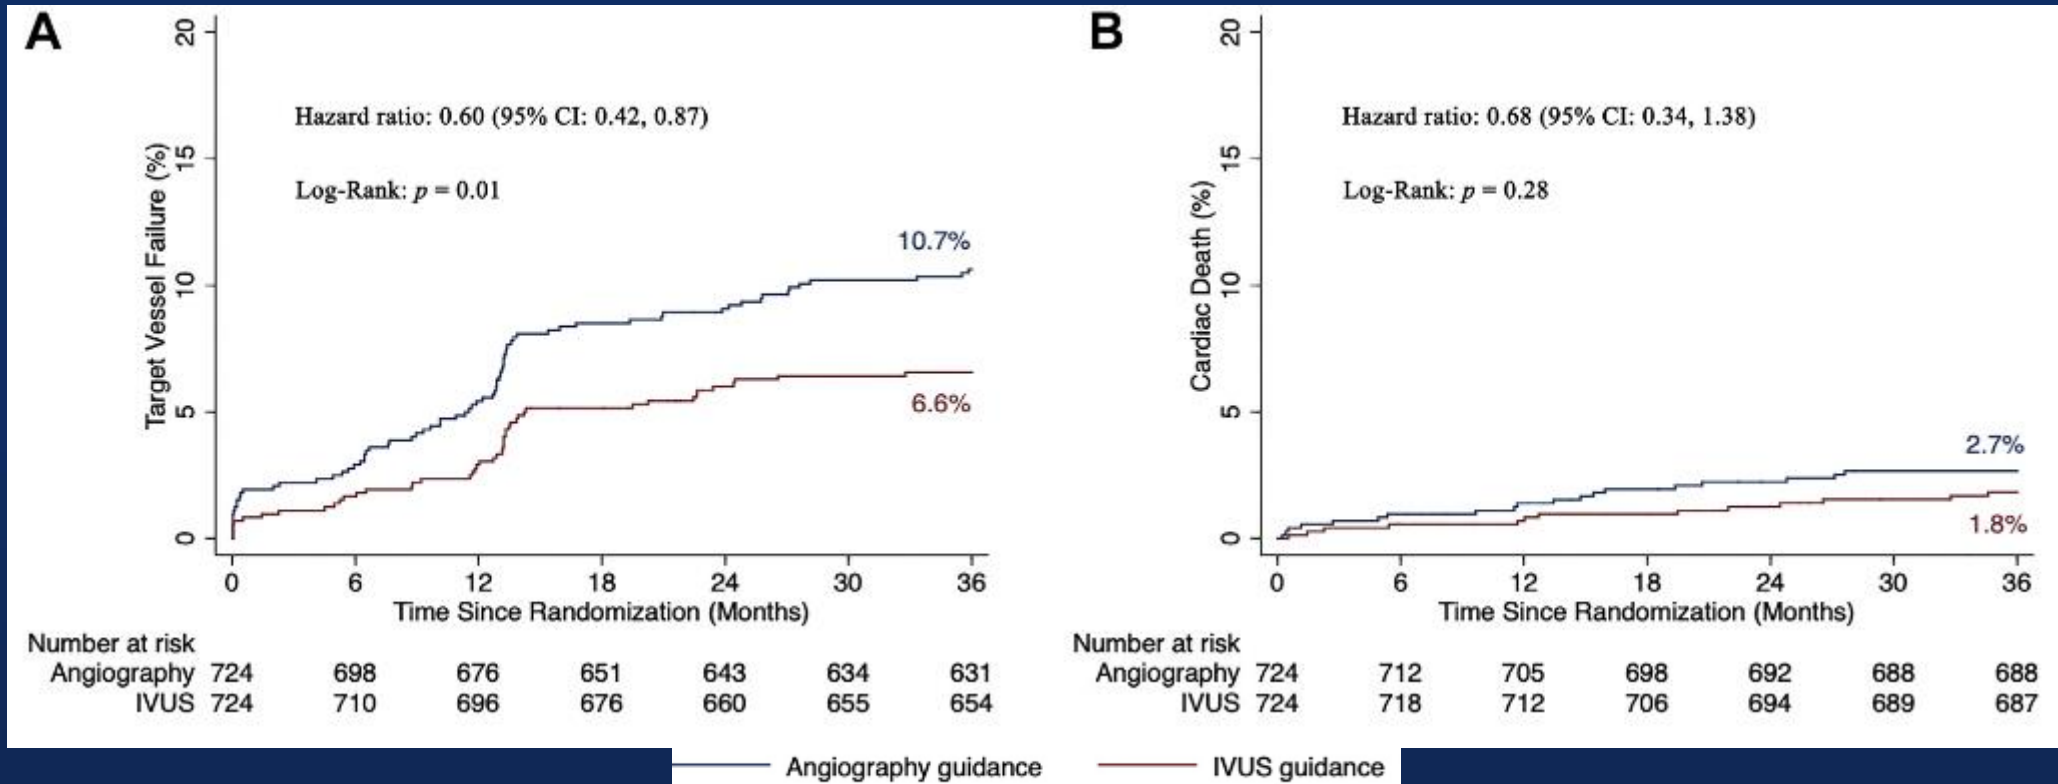 A
Target Vessel Failure (%)
20
15
10
5
0
Hazard ratio: 0.60 (95% CI: 0.42, 0.87)
Log-Rank: p = 0.01
10.7%
6.6%
0 6 12 18 24 30 36
Time Since Randomization (Months)
Number at risk
Angiography 724 698 676 651 643 634 631
IVUS 724 710 696 676 660 655 654
B
Cardiac Death (%)
20
15
10
5
0
Hazard ratio: 0.68 (95% CI: 0.34, 1.38)
Log-Rank: p = 0.28
2.7%
1.8%
0 6 12 18 24 30 36
Time Since Randomization (Months)
Number at risk
Angiography 724 712 705 698 692 688 688
IVUS 724 718 712 706 694 689 687
Angiography guidance
IVUS guidance